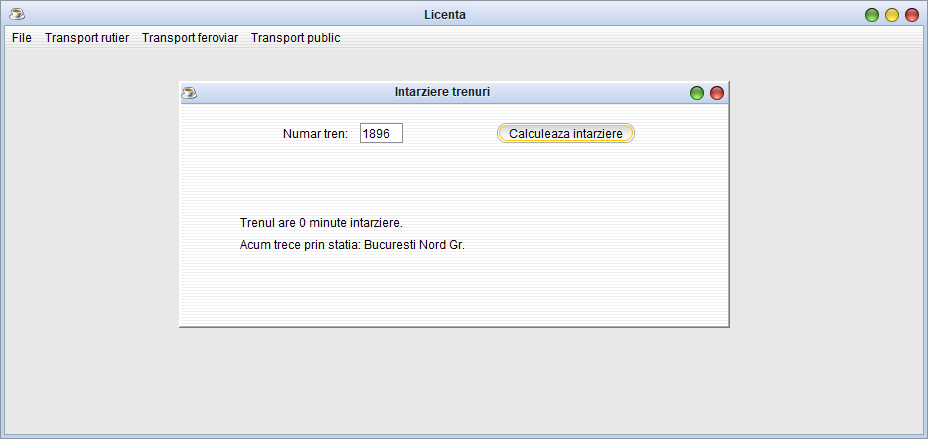 Licenta
File Transport rutier Transport feroviar Transport public
Intarziere trenuri
Numar tren: 1896 Calculeaza intarziere
Trenul are 0 minute intarziere.
Acum trece prin statia: Bucuresti Nord Gr.